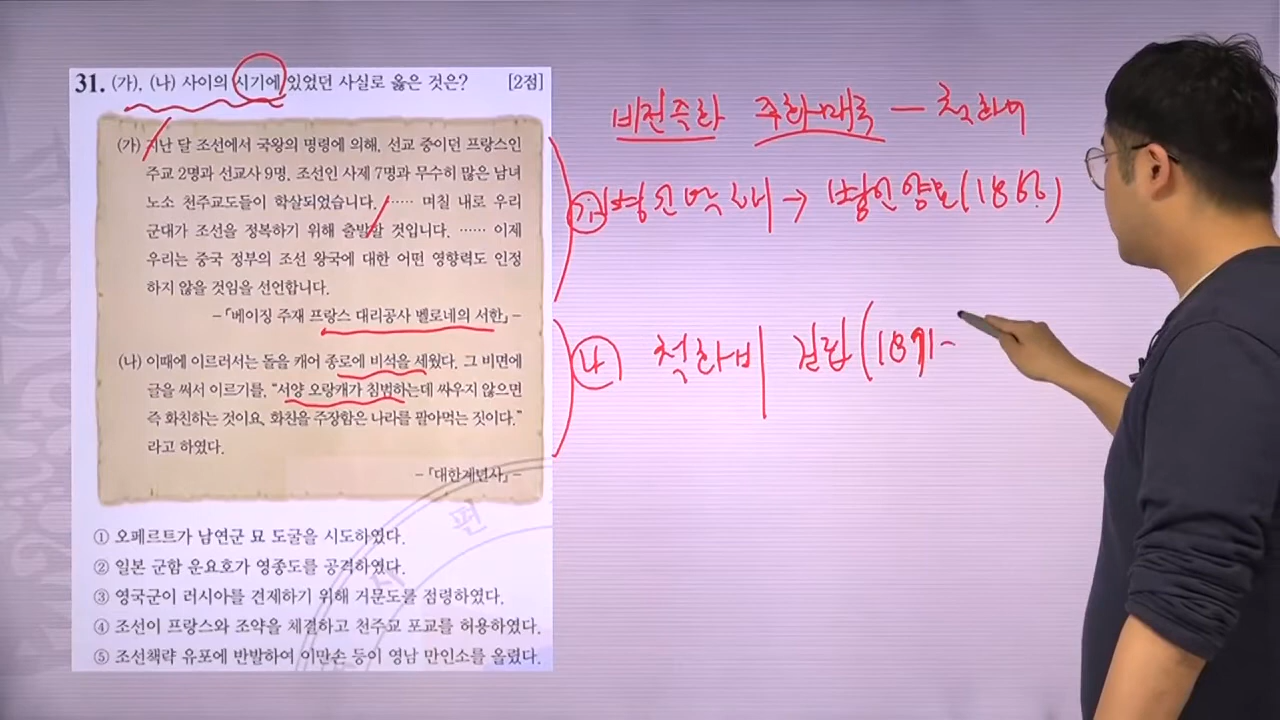 31. (가), (나) 사이의 시기에 있었던 사실로 옳은 것은? [2점]
(가) 지난 달 조선에서 국왕의 명령에 의해, 선교 중이던 프랑스인
주교 2명과 선교사 9명, 조선인 사제 7명과 무수히 많은 남녀
노소 천주교도들이 학살되었습니다. …… 며칠 내로 우리
군대가 조선을 정복하기 위해 출발할 것입니다. …… 이제
우리는 중국 정부의 조선 왕국에 대한 어떤 영향력도 인정
하지 않을 것임을 선언합니다.
-「베이징 주재 프랑스 대리공사 벨로네의 서한」-
(나) 이때에 이르러서는 돌을 캐어 종로에 비석을 세웠다. 그 비면에
글을 써서 이르기를, “서양 오랑캐가 침범하는데 싸우지 않으면
즉 화친하는 것이요, 화친을 주장함은 나라를 팔아먹는 짓이다.”
라고 하였다.
-「대한계년사」-
① 오페르트가 남연군 묘 도굴을 시도하였다.
② 일본 군함 운요호가 영종도를 공격하였다.
③ 영국군이 러시아를 견제하기 위해 거문도를 점령하였다.
④ 조선이 프랑스와 조약을 체결하고 천주교 포교를 허용하였다.
⑤ 조선책략 유포에 반발하여 이만손 등이 영남 만인소를 올렸다.
비전즉화 주화매국 - 척화비
가 병인박해 → 병인양요(1866)
나 척화비 건립(1871-